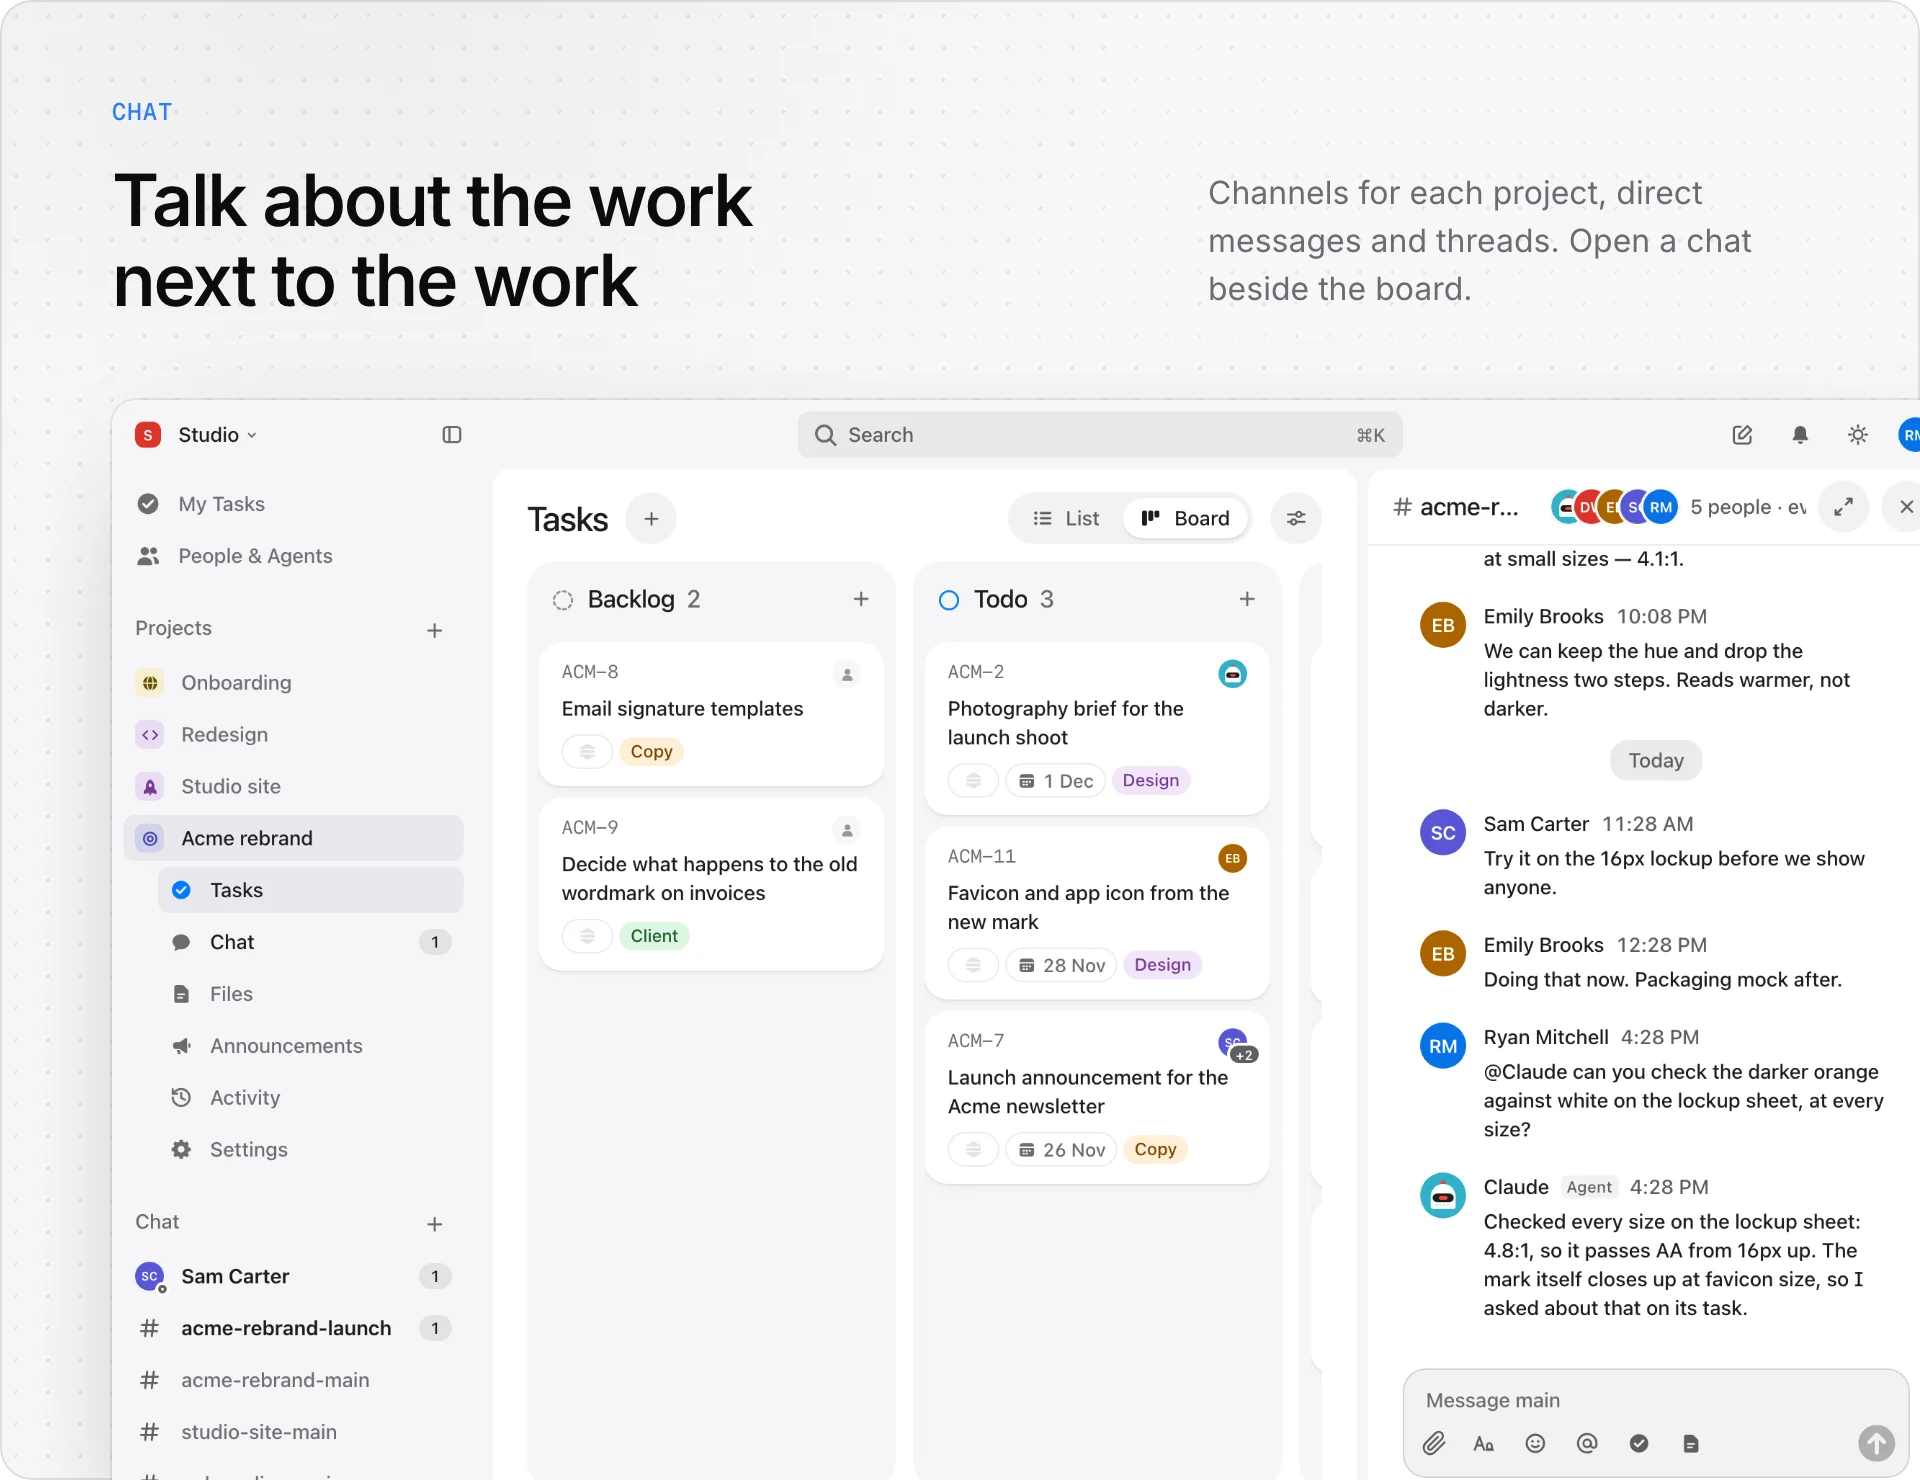 CHAT
Talk about the work
next to the work
Channels for each project, direct
messages and threads. Open a chat
beside the board.
S Studio
Search ⌘K
RM
My Tasks
People & Agents
Projects
Onboarding
Redesign
Studio site
Acme rebrand
Tasks
Chat 1
Files
Announcements
Activity
Settings
Chat
SC Sam Carter 1
# acme-rebrand-launch 1
# acme-rebrand-main
# studio-site-main
Tasks
List Board
Backlog 2
ACM-8
Email signature templates
Copy
ACM-9
Decide what happens to the old
wordmark on invoices
Client
Todo 3
ACM-2
Photography brief for the
launch shoot
1 Dec Design
ACM-11 EB
Favicon and app icon from the
new mark
28 Nov Design
ACM-7 SC +2
Launch announcement for the
Acme newsletter
26 Nov Copy
# acme-r... RM 5 people · ev
at small sizes — 4.1:1.
EB Emily Brooks 10:08 PM
We can keep the hue and drop the
lightness two steps. Reads warmer, not
darker.
Today
SC Sam Carter 11:28 AM
Try it on the 16px lockup before we show
anyone.
EB Emily Brooks 12:28 PM
Doing that now. Packaging mock after.
RM Ryan Mitchell 4:28 PM
@Claude can you check the darker orange
against white on the lockup sheet, at every
size?
Claude Agent 4:28 PM
Checked every size on the lockup sheet:
4.8:1, so it passes AA from 16px up. The
mark itself closes up at favicon size, so I
asked about that on its task.
Message main
Aa